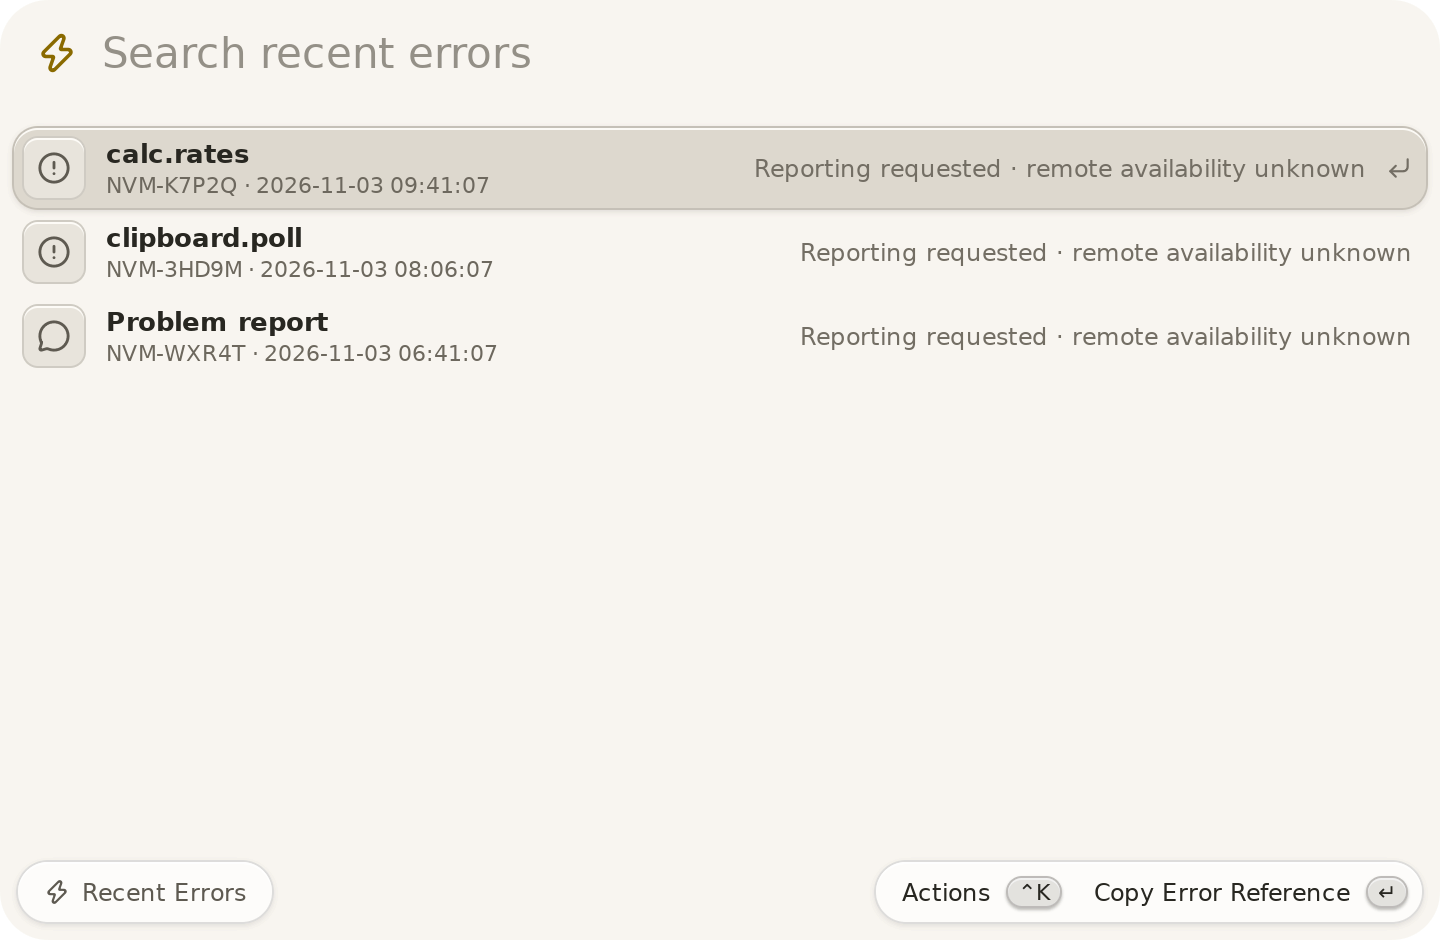 Search recent errors
calc.rates
NVM-K7P2Q · 2026-11-03 09:41:07
Reporting requested · remote availability unknown
clipboard.poll
NVM-3HD9M · 2026-11-03 08:06:07
Reporting requested · remote availability unknown
Problem report
NVM-WXR4T · 2026-11-03 06:41:07
Reporting requested · remote availability unknown
Recent Errors
Actions ^K Copy Error Reference ↵